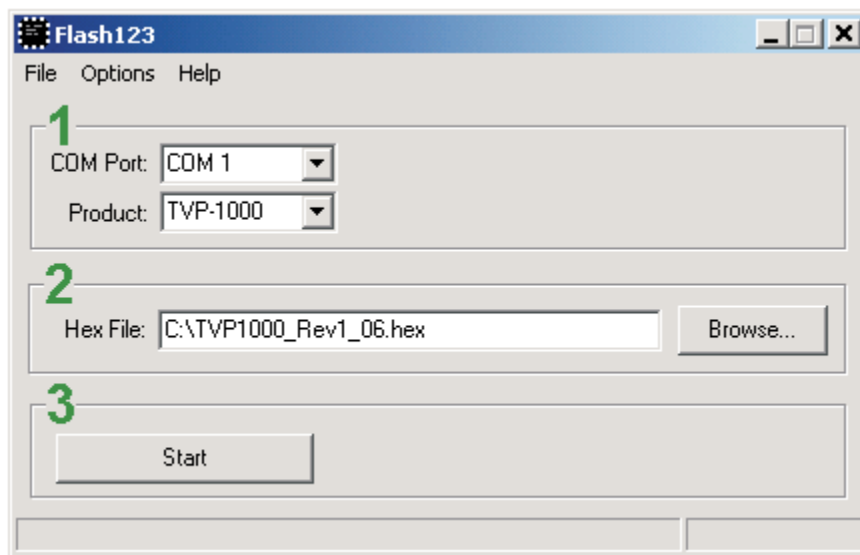 Flash123
File Options Help
1
COM Port: COM 1
Product: TVP-1000
2
Hex File: C:\TVP1000_Rev1_06.hex Browse...
3
Start